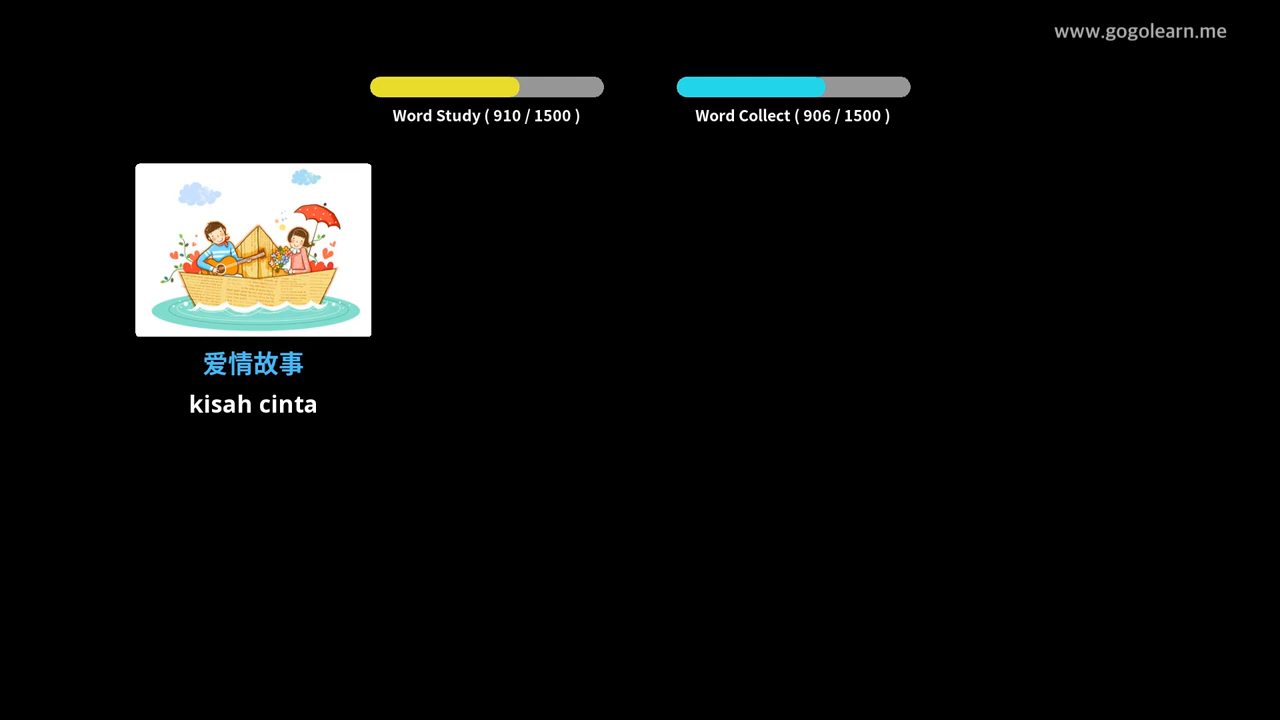 www.gogolearn.me
Word Study ( 910 / 1500 )
Word Collect ( 906 / 1500 )
爱情故事
kisah cinta